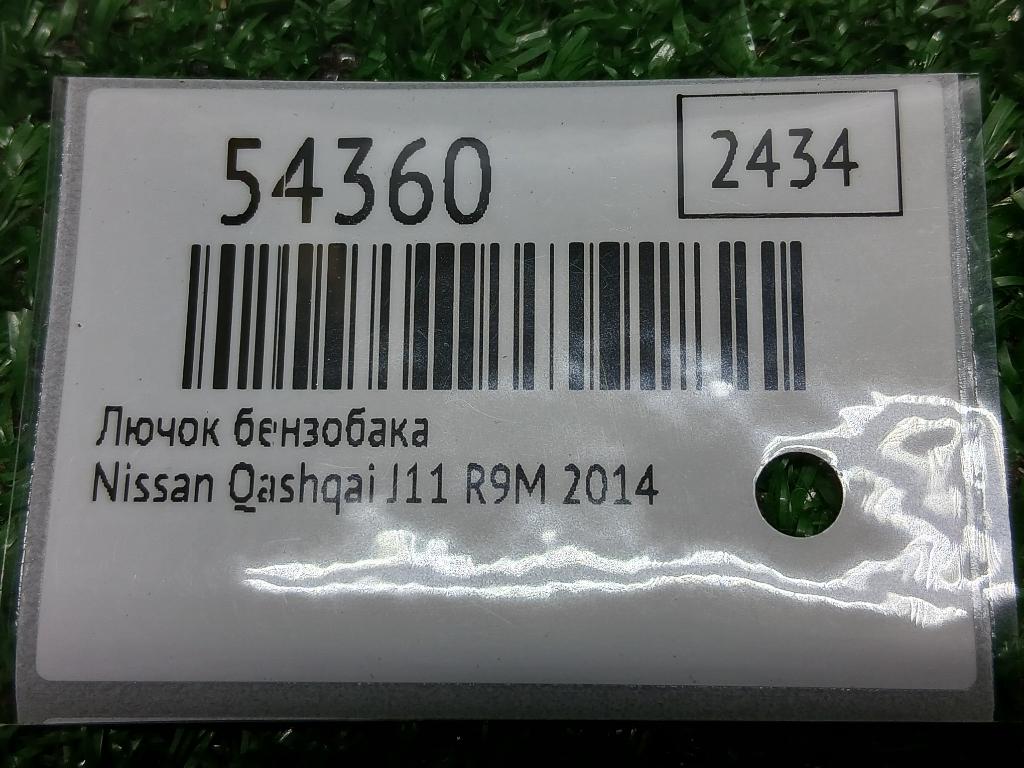 54360
2434
Лючок бензобака
Nissan Qashqai J11 R9M 2014